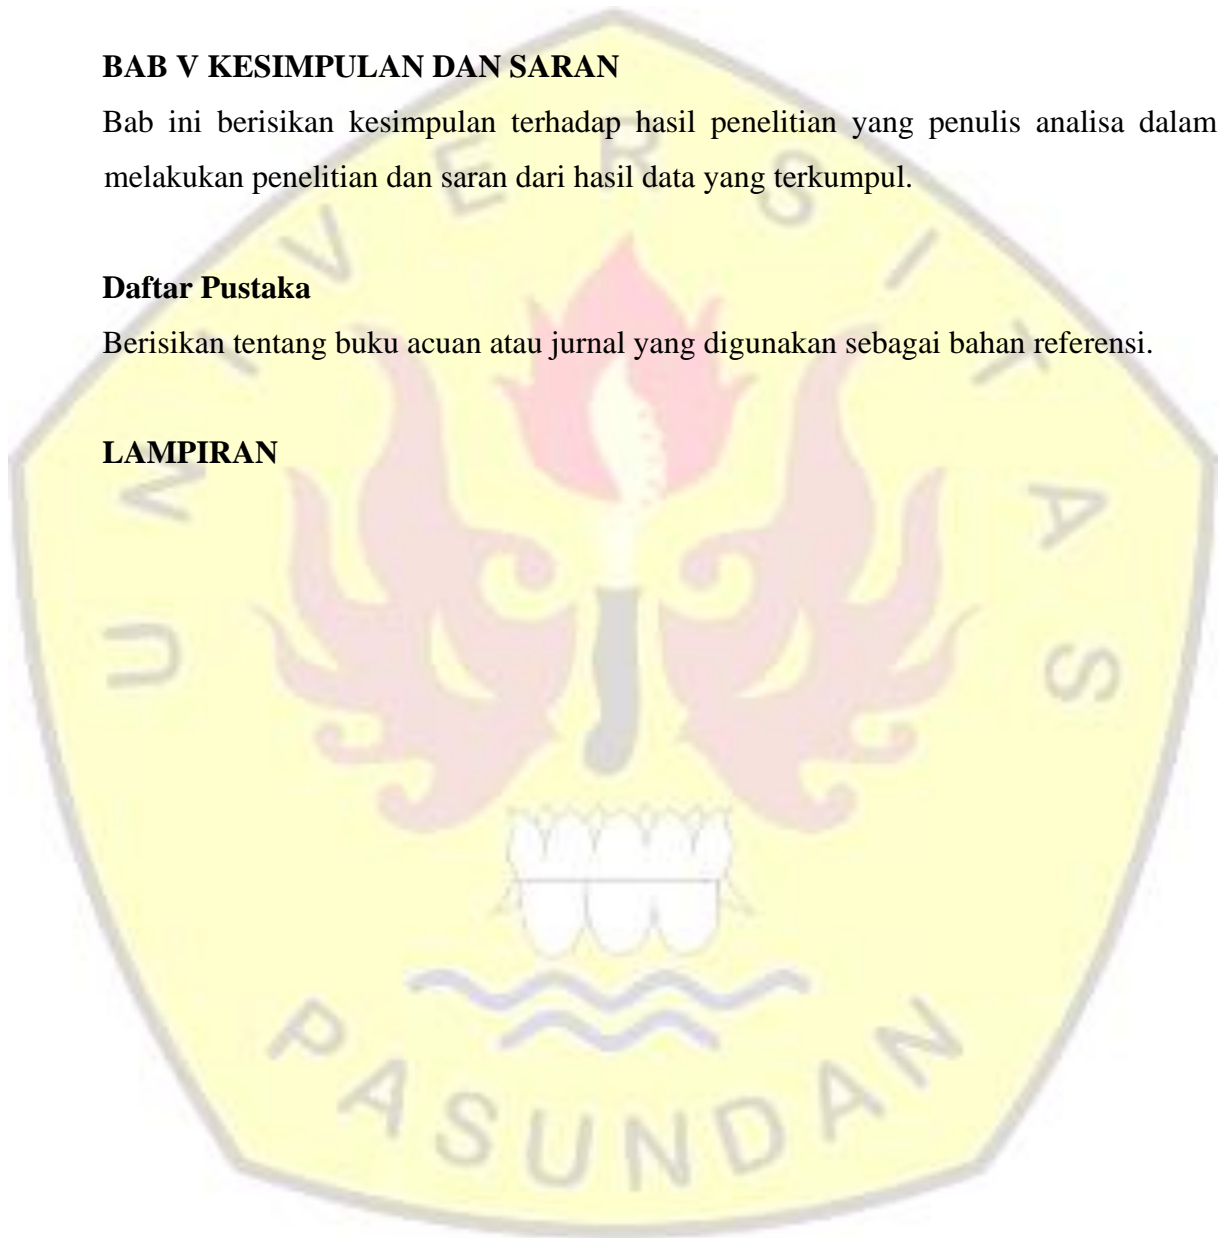 BAB V KESIMPULAN DAN SARAN
Bab ini berisikan kesimpulan terhadap hasil penelitian yang penulis analisa dalam
melakukan penelitian dan saran dari hasil data yang terkumpul.
Daftar Pustaka
Berisikan tentang buku acuan atau jurnal yang digunakan sebagai bahan referensi.
LAMPIRAN
UNIVERSITAS
PASUNDAN